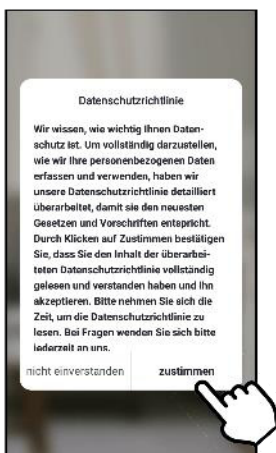 Datenschutzrichtlinie
Wir wissen, wie wichtig Ihnen Daten-
schutz ist. Um vollständig darzustellen,
wie wir Ihre personenbezogenen Daten
erfassen und verwenden, haben wir
unsere Datenschutzrichtlinie detailliert
überarbeitet, damit sie den neuesten
Gesetzen und Vorschriften entspricht.
Durch Klicken auf Zustimmen bestätigen
Sie, dass Sie den Inhalt der überarbei-
teten Datenschutzrichtlinie vollständig
gelesen und verstanden haben und ihn
akzeptieren. Bitte nehmen Sie sich die
Zeit, um die Datenschutzrichtlinie zu
lesen. Bei Fragen wenden Sie sich bitte
jederzeit an uns.
nicht einverstanden zustimmen